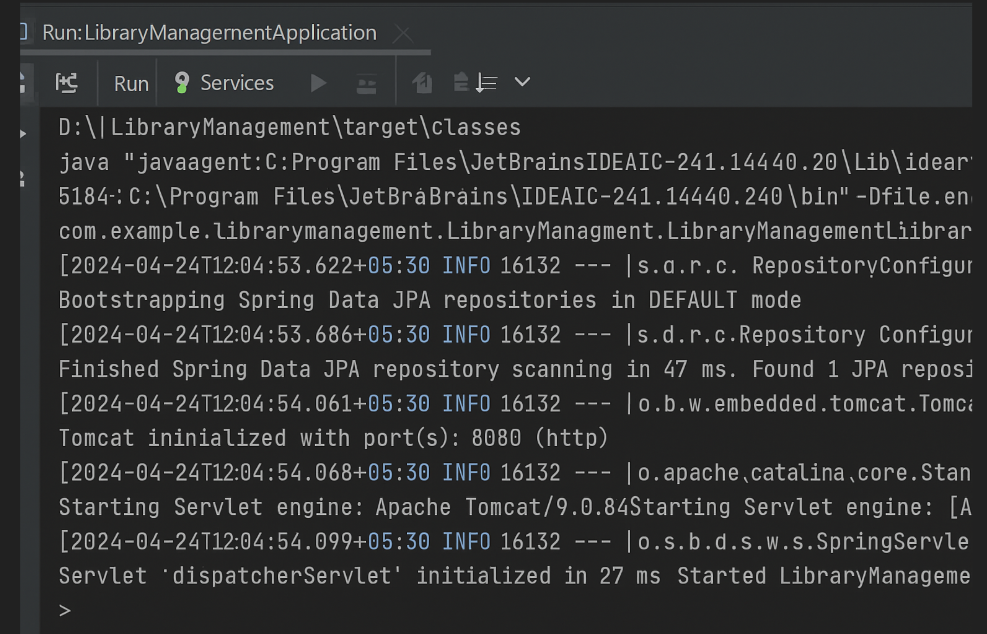 Run:LibraryManagernentApplication
Run Services
D:\|LibraryManagement\target\classes
java "javaagent:C:Program Files\JetBrainsIDEAIC-241.14440.20\Lib\idear
5184-:C:\Program Files\JetBraBrains\IDEAIC-241.14440.240\bin"-Dfile.en
com.example.librarymanagement.LibraryManagment.LibraryManagementLiibrar
[2024-04-24T12:04:53.622+05:30 INFO 16132 --- |s.a.r.c. RepositoryConfigur
Bootstrapping Spring Data JPA repositories in DEFAULT mode
[2024-04-24T12:04:53.686+05:30 INFO 16132 --- |s.d.r.c.Repository Configur
Finished Spring Data JPA repository scanning in 47 ms. Found 1 JPA reposi
[2024-04-24T12:04:54.061+05:30 INFO 16132 --- |o.b.w.embedded.tomcat.Tomca
Tomcat ininialized with port(s): 8080 (http)
[2024-04-24T12:04:54.068+05:30 INFO 16132 --- |o.apache.catalina.core.Stan
Starting Servlet engine: Apache Tomcat/9.0.84Starting Servlet engine: [A
[2024-04-24T12:04:54.099+05:30 INFO 16132 --- |o.s.b.d.s.w.s.SpringServle
Servlet 'dispatcherServlet' initialized in 27 ms Started LibraryManageme
>